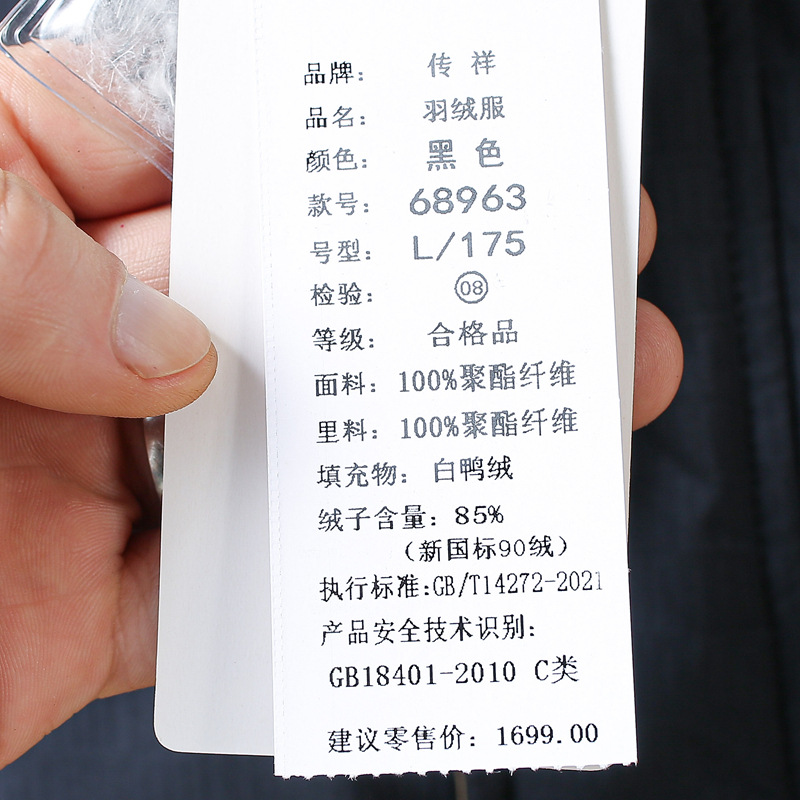 品牌： 传祥
品名： 羽绒服
颜色： 黑色
款号： 68963
号型： L/175
检验： 08
等级： 合格品
面料：100%聚酯纤维
里料：100%聚酯纤维
填充物： 白鸭绒
绒子含量：85%
（新国标90绒）
执行标准:GB/T14272-2021
产品安全技术识别：
GB18401-2010 C类
建议零售价：1699.00